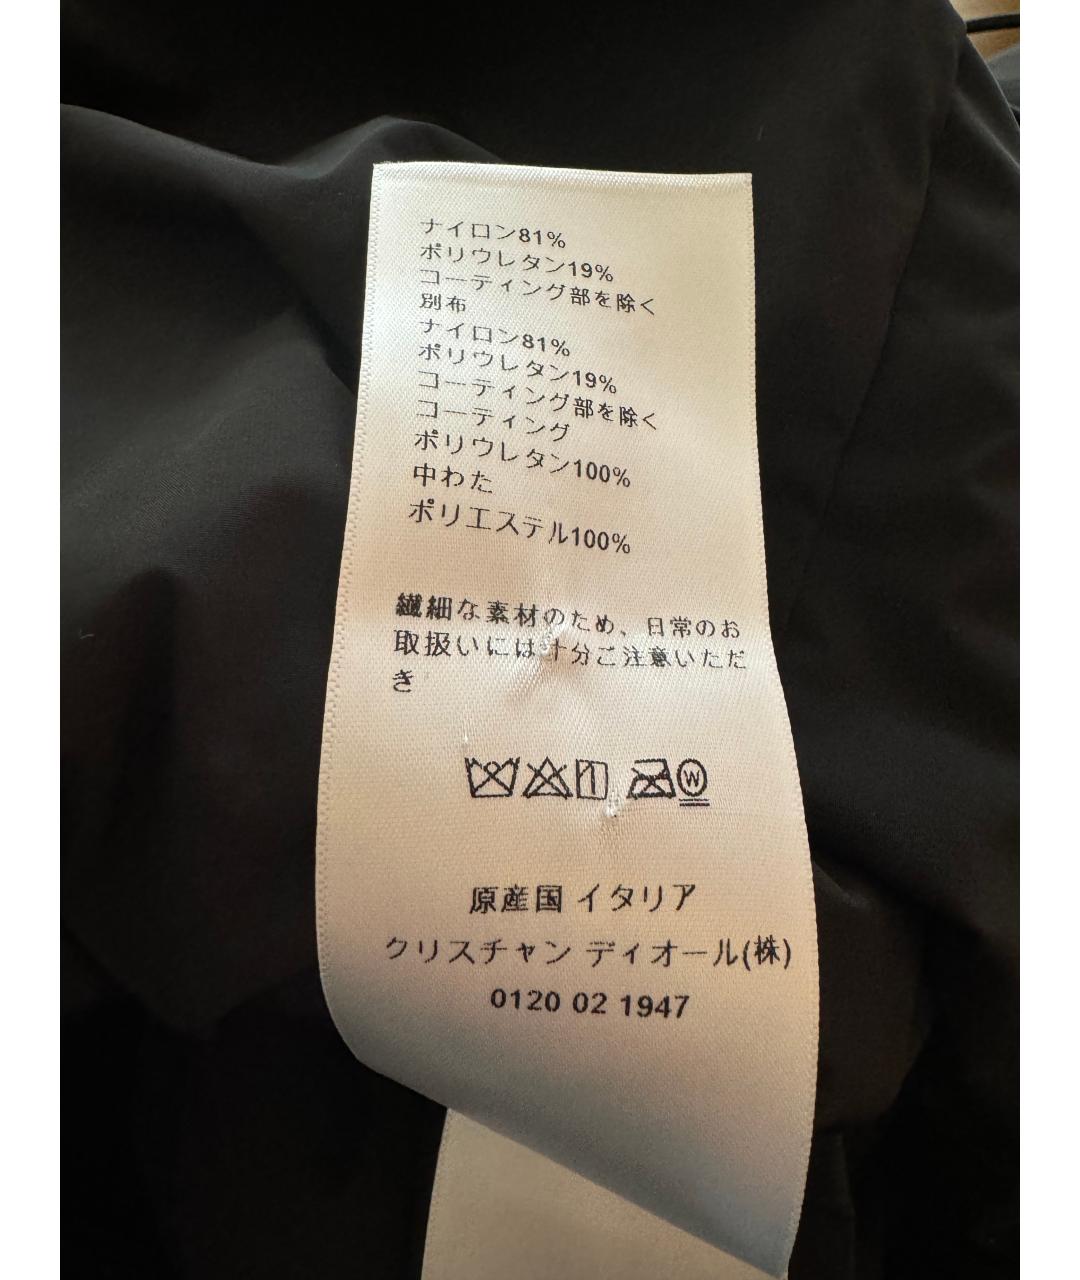 ナイロン81%
ポリウレタン19%
コーティング部を除く
別布
ナイロン81%
ポリウレタン19%
コーティング部を除く
コーティング
ポリウレタン100%
中わた
ポリエステル100%
繊細な素材のため、日常のお
取扱いには十分ご注意いただ
き
W
原産国 イタリア
クリスチャン ディオール(株)
0120 02 1947